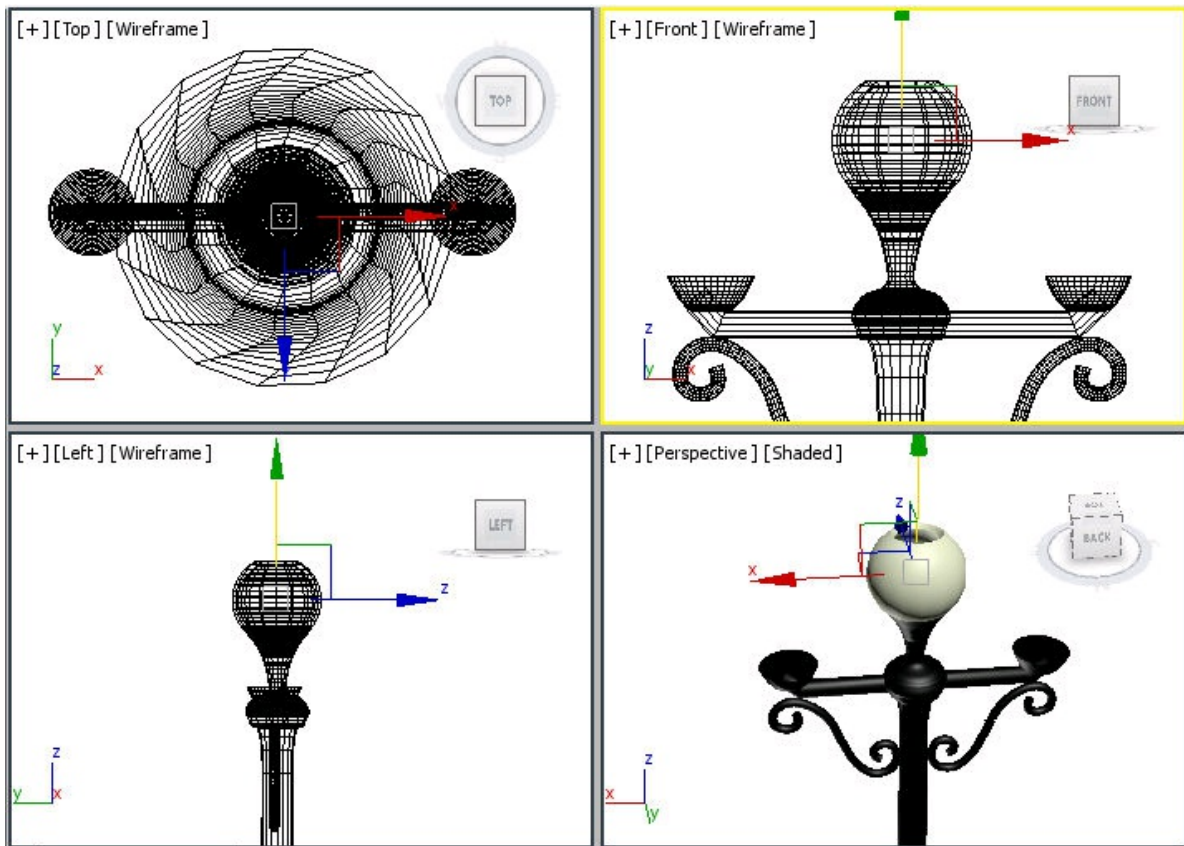 [+] [Top] [Wireframe]
TOP
x
y
z x
[+] [Front] [Wireframe]
FRONT
x
z
y x
[+] [Left] [Wireframe]
LEFT
z
z
y x
[+] [Perspective] [Shaded]
z
BACK
x
z
x
y